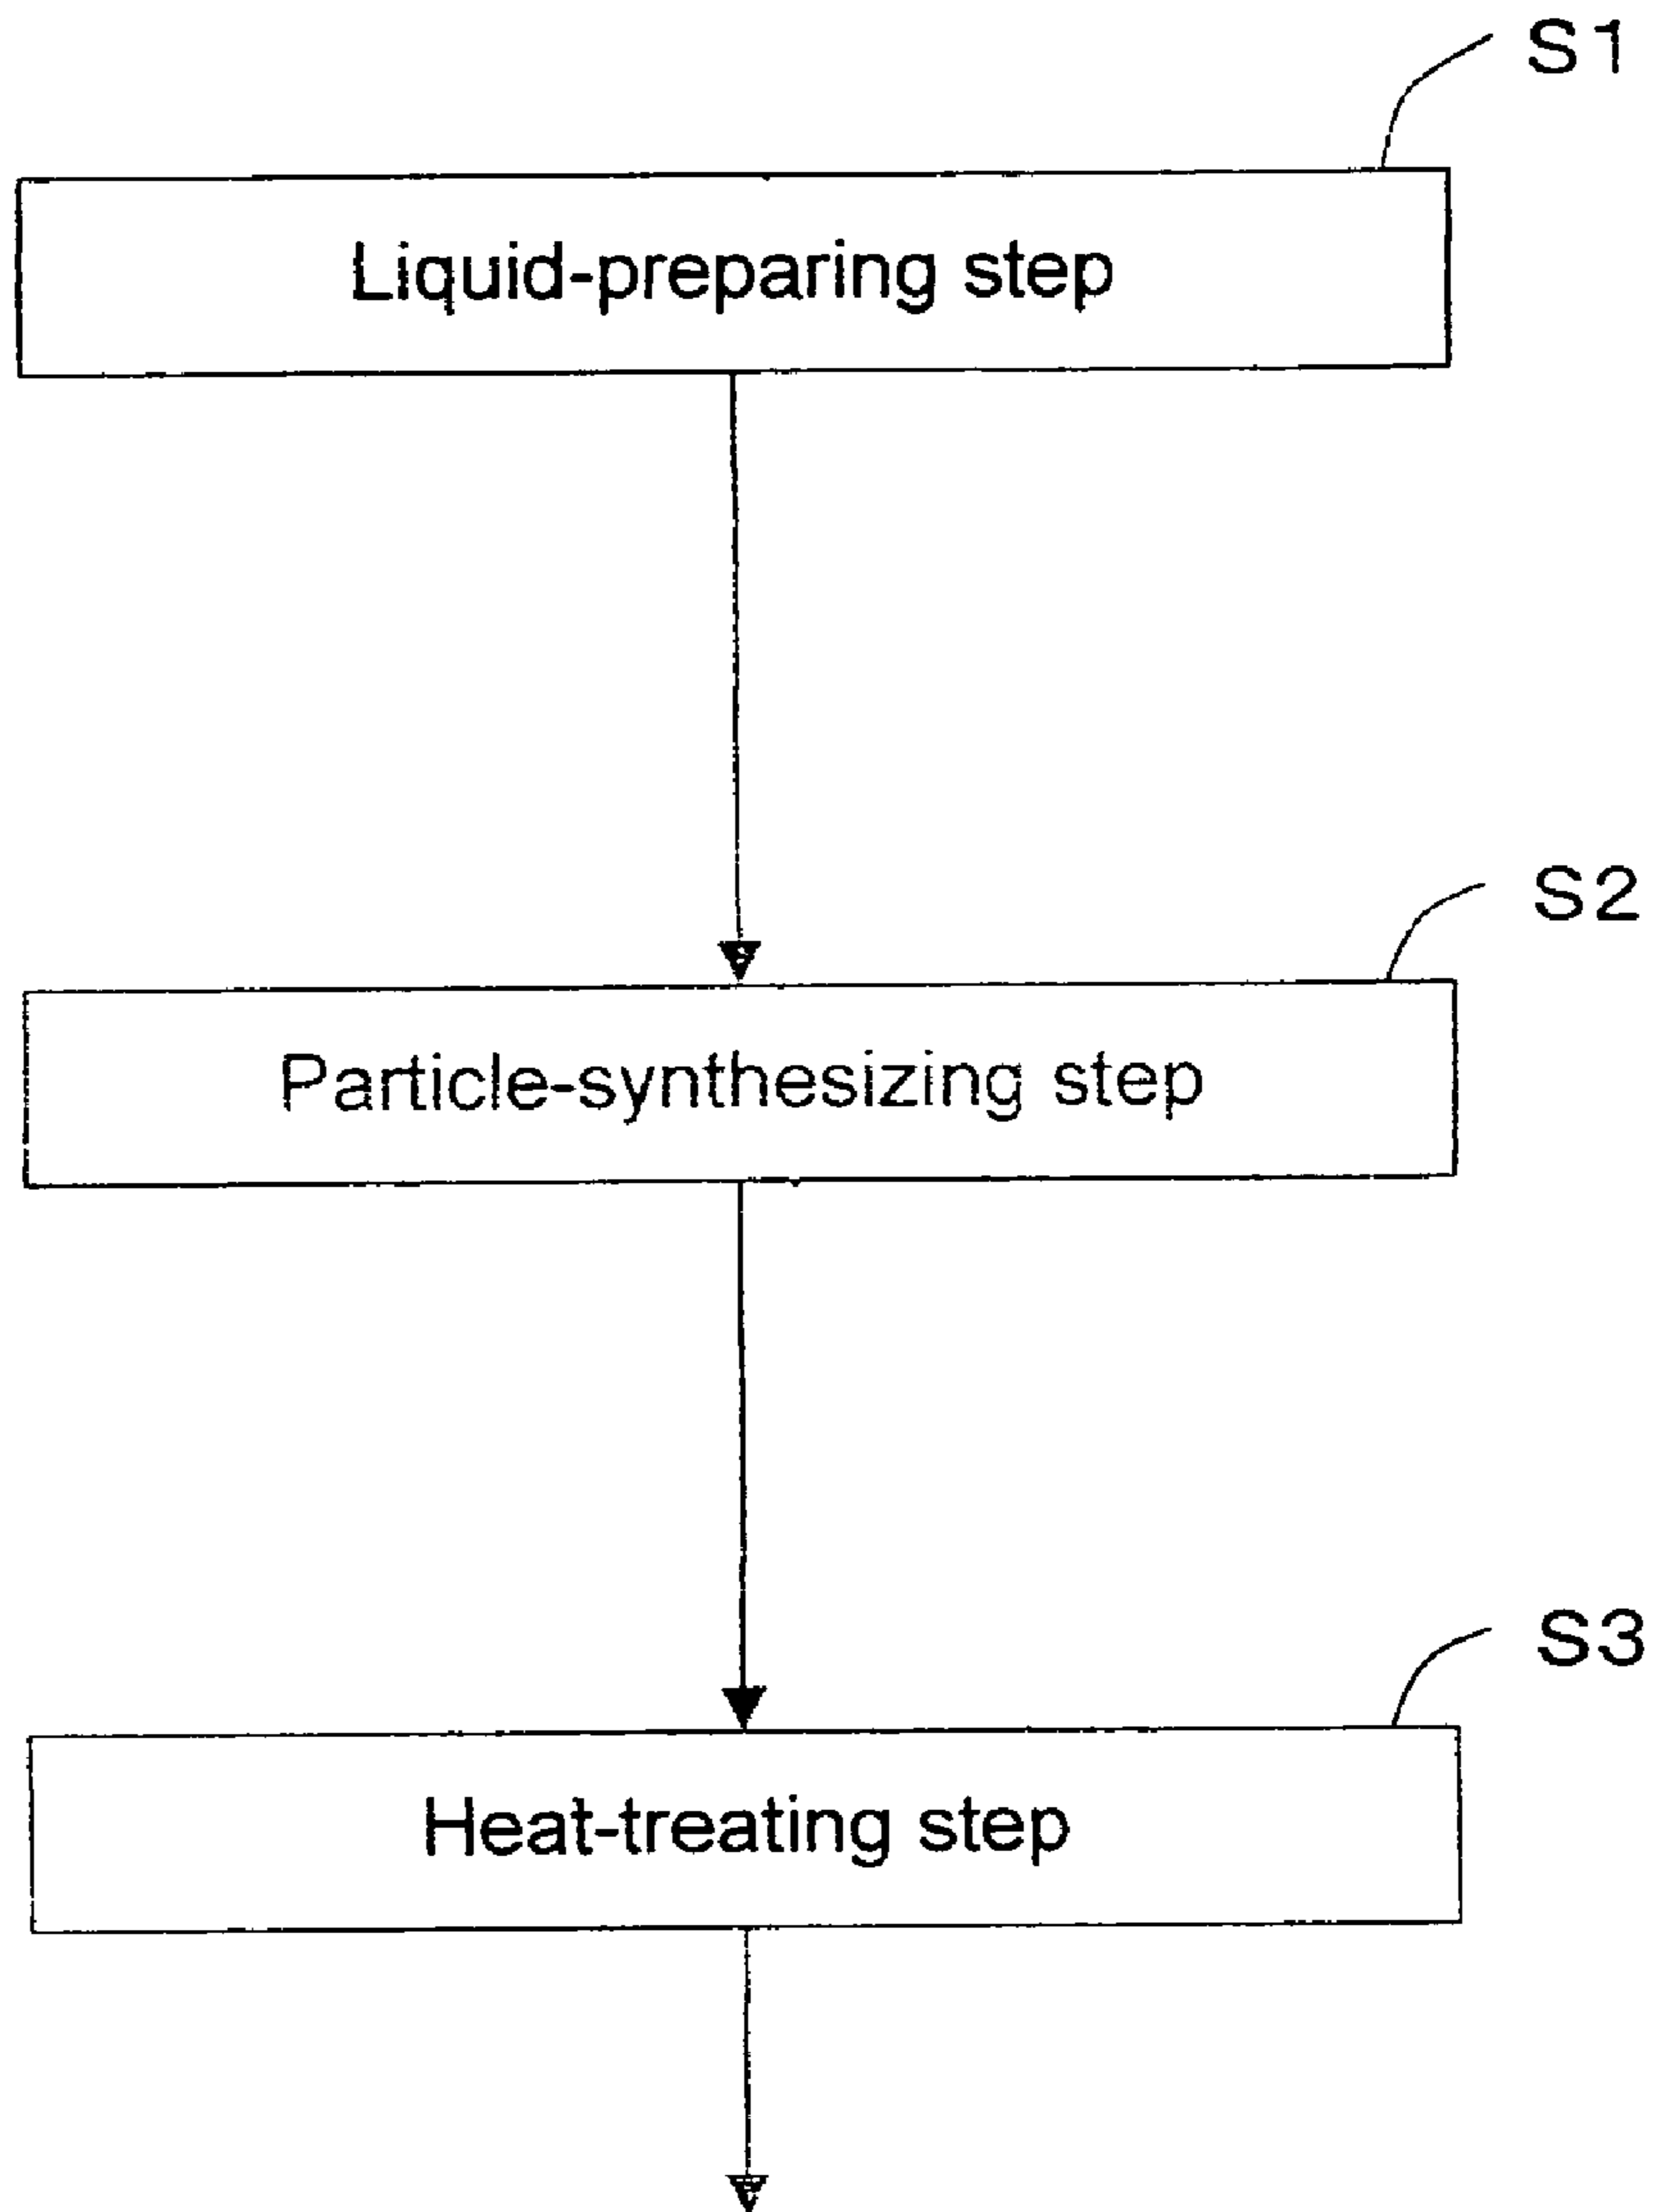 S1
Liquid-preparing step
S2
Particle-synthesizing step
S3
Heat-treating step